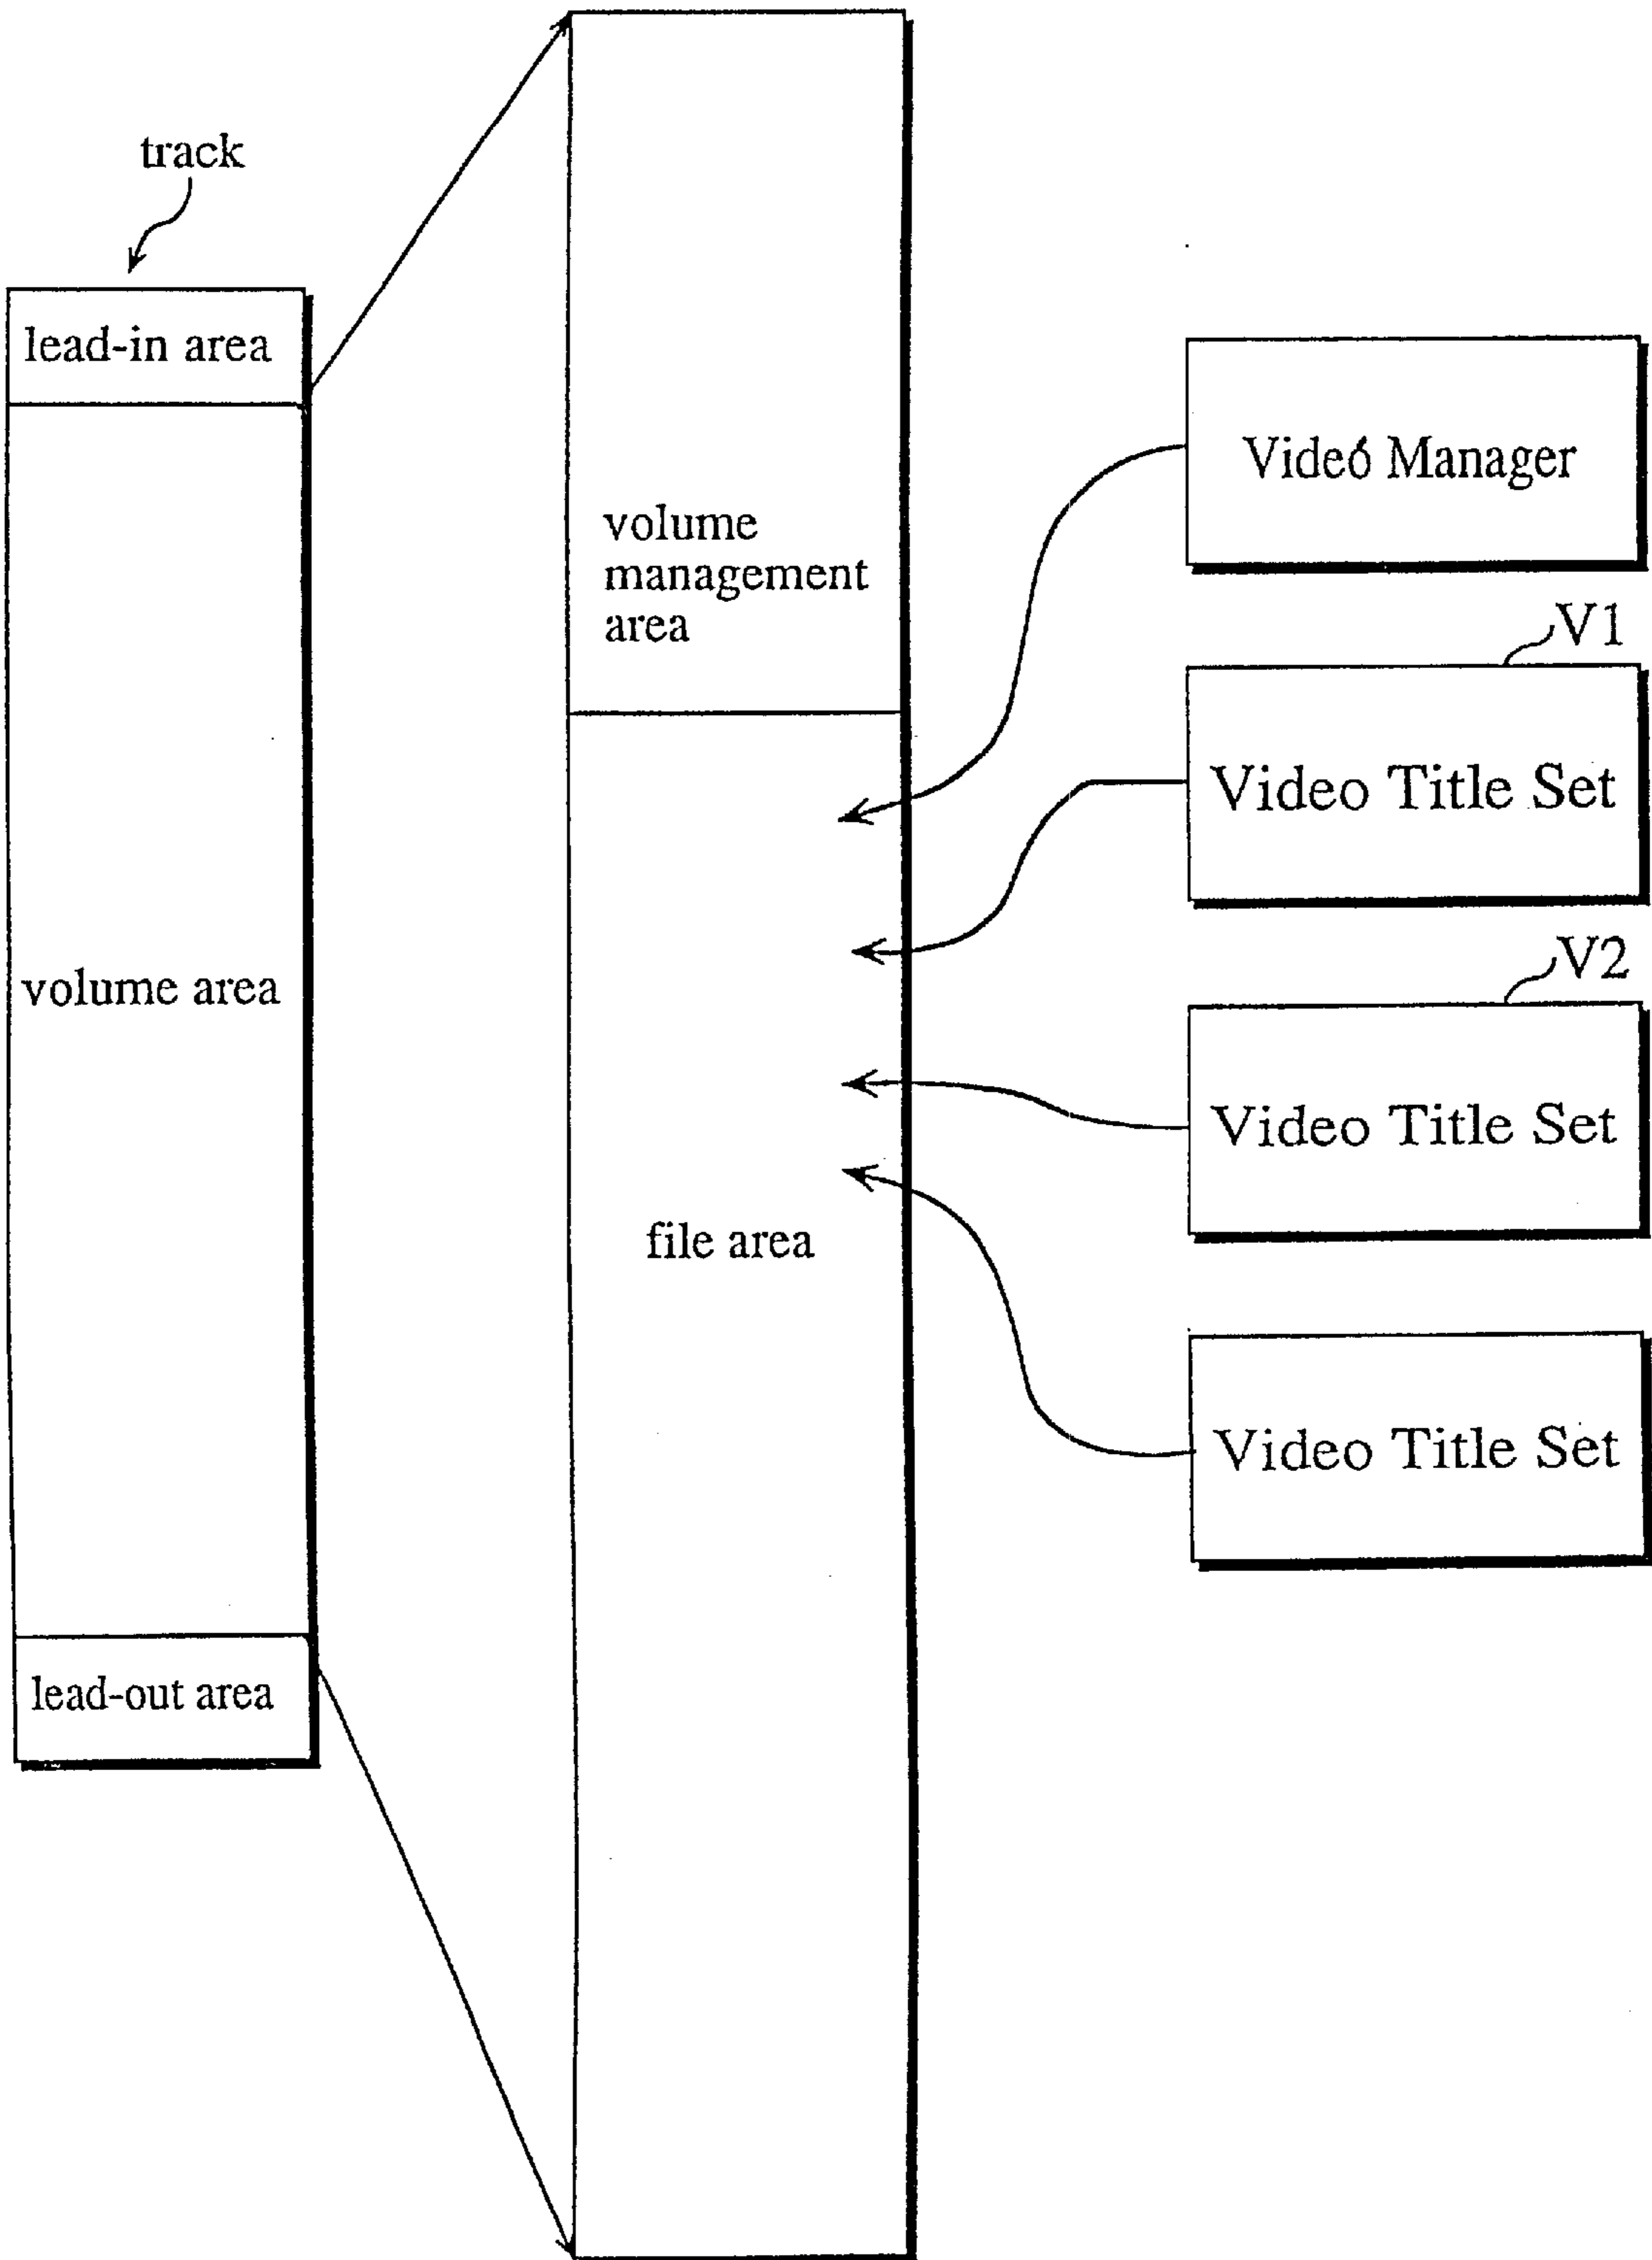 track
lead-in area
volume area
lead-out area
volume
management
area
file area
Video Manager
V1
Video Title Set
V2
Video Title Set
Video Title Set